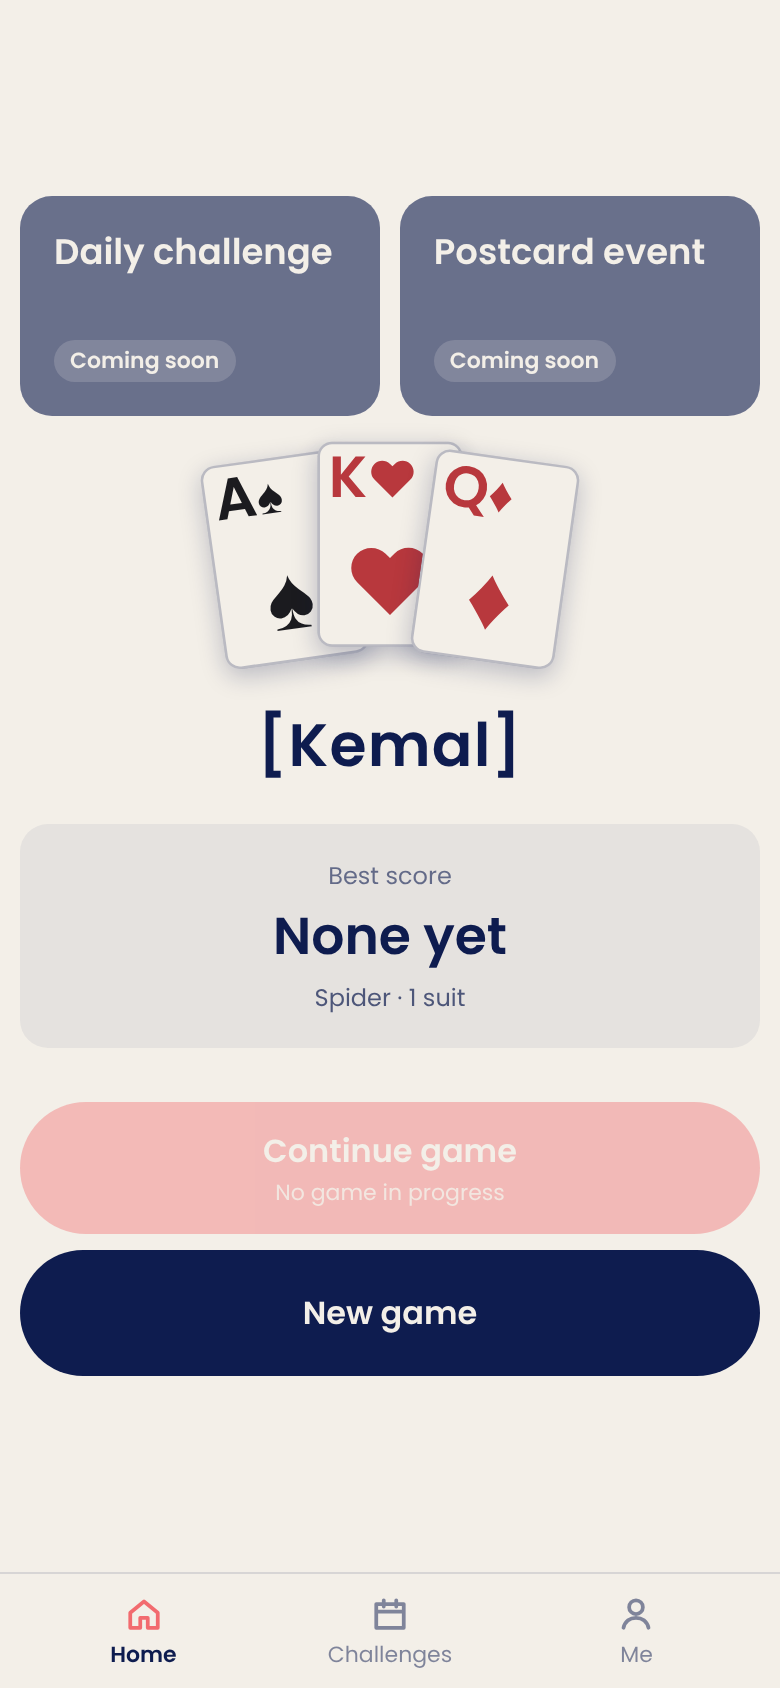 Daily challenge
Coming soon
Postcard event
Coming soon
A♠
K♥
Q♦
[Kemal]
Best score
None yet
Spider · 1 suit
Continue game
No game in progress
New game
Home
Challenges
Me